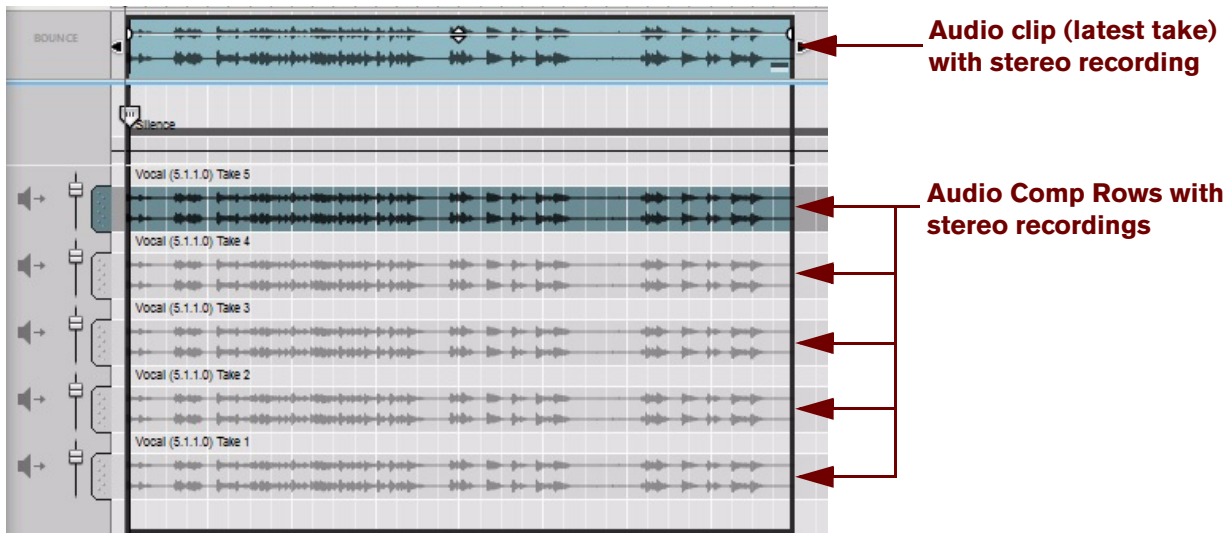 BOUNCE
Audio clip (latest take)
with stereo recording
Silence
Vocal (5.1.1.0) Take 5
Audio Comp Rows with
stereo recordings
Vocal (5.1.1.0) Take 4
Vocal (5.1.1.0) Take 3
Vocal (5.1.1.0) Take 2
Vocal (5.1.1.0) Take 1